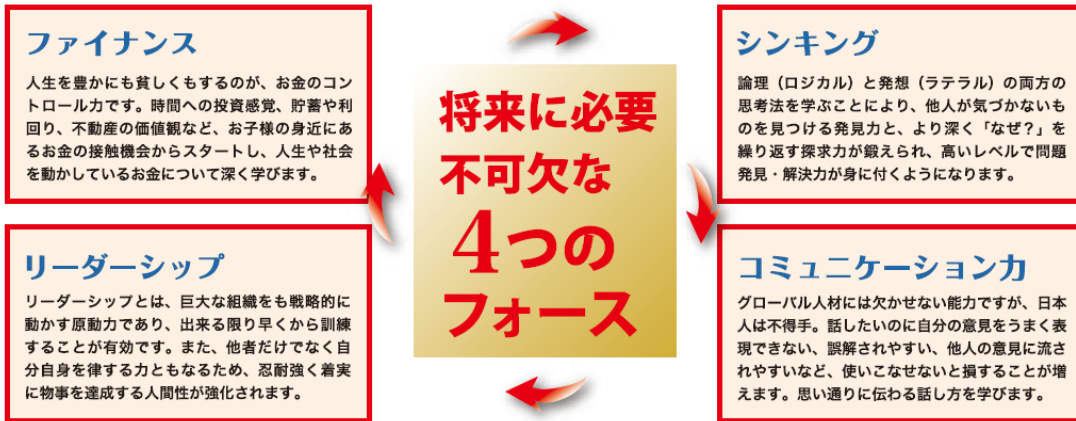 ファイナンス
人生を豊かにも貧しくもするのが、お金のコン
トロール力です。時間への投資感覚、貯蓄や利
回り、不動産の価値観など、お子様の身近にあ
るお金の接触機会からスタートし、人生や社会
を動かしているお金について深く学びます。
将来に必要
不可欠な
4つの
フォース
シンキング
論理（ロジカル）と発想（ラテラル）の両方の
思考法を学ぶことにより、他人が気づかないも
のを見つける発見力と、より深く「なぜ？」を
繰り返す探求力が鍛えられ、高いレベルで問題
発見・解決力が身に付くようになります。
リーダーシップ
リーダーシップとは、巨大な組織をも戦略的に
動かす原動力であり、出来る限り早くから訓練
することが有効です。また、他者だけでなく自
分自身を律する力ともなるため、忍耐強く着実
に物事を達成する人間性が強化されます。
コミュニケーション力
グローバル人材には欠かせない能力ですが、日本
人は不得手。話したいのに自分の意見をうまく表
現できない、誤解されやすい、他人の意見に流さ
れやすいなど、使いこなせないと損することが増
えます。思い通りに伝わる話し方を学びます。